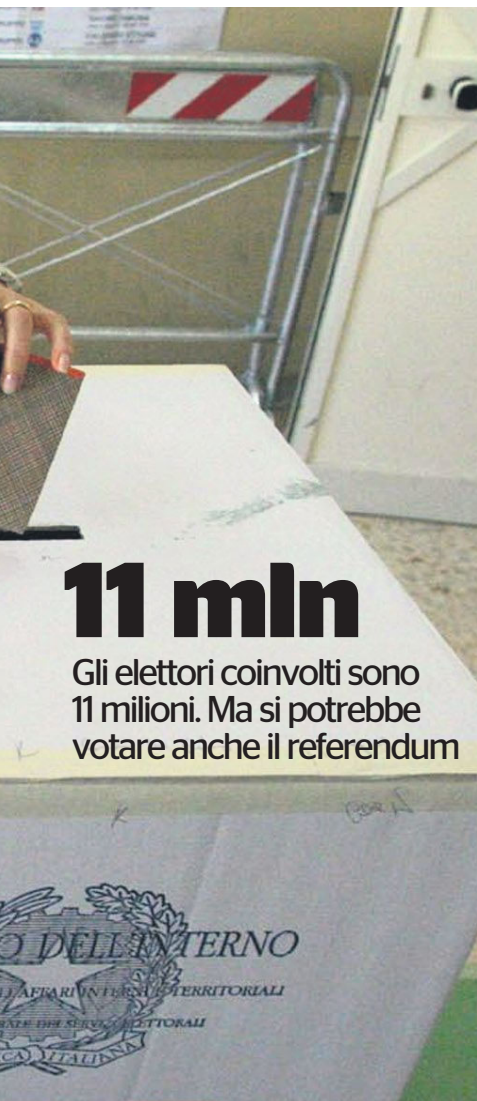 11 mln
Gli elettori coinvolti sono
11 milioni. Ma si potrebbe
votare anche il referendum
DELL'INTERNO
AFFARI INTERNI E TERRITORIALI
DEI SERVIZI ELETTORALI
ITALIANA